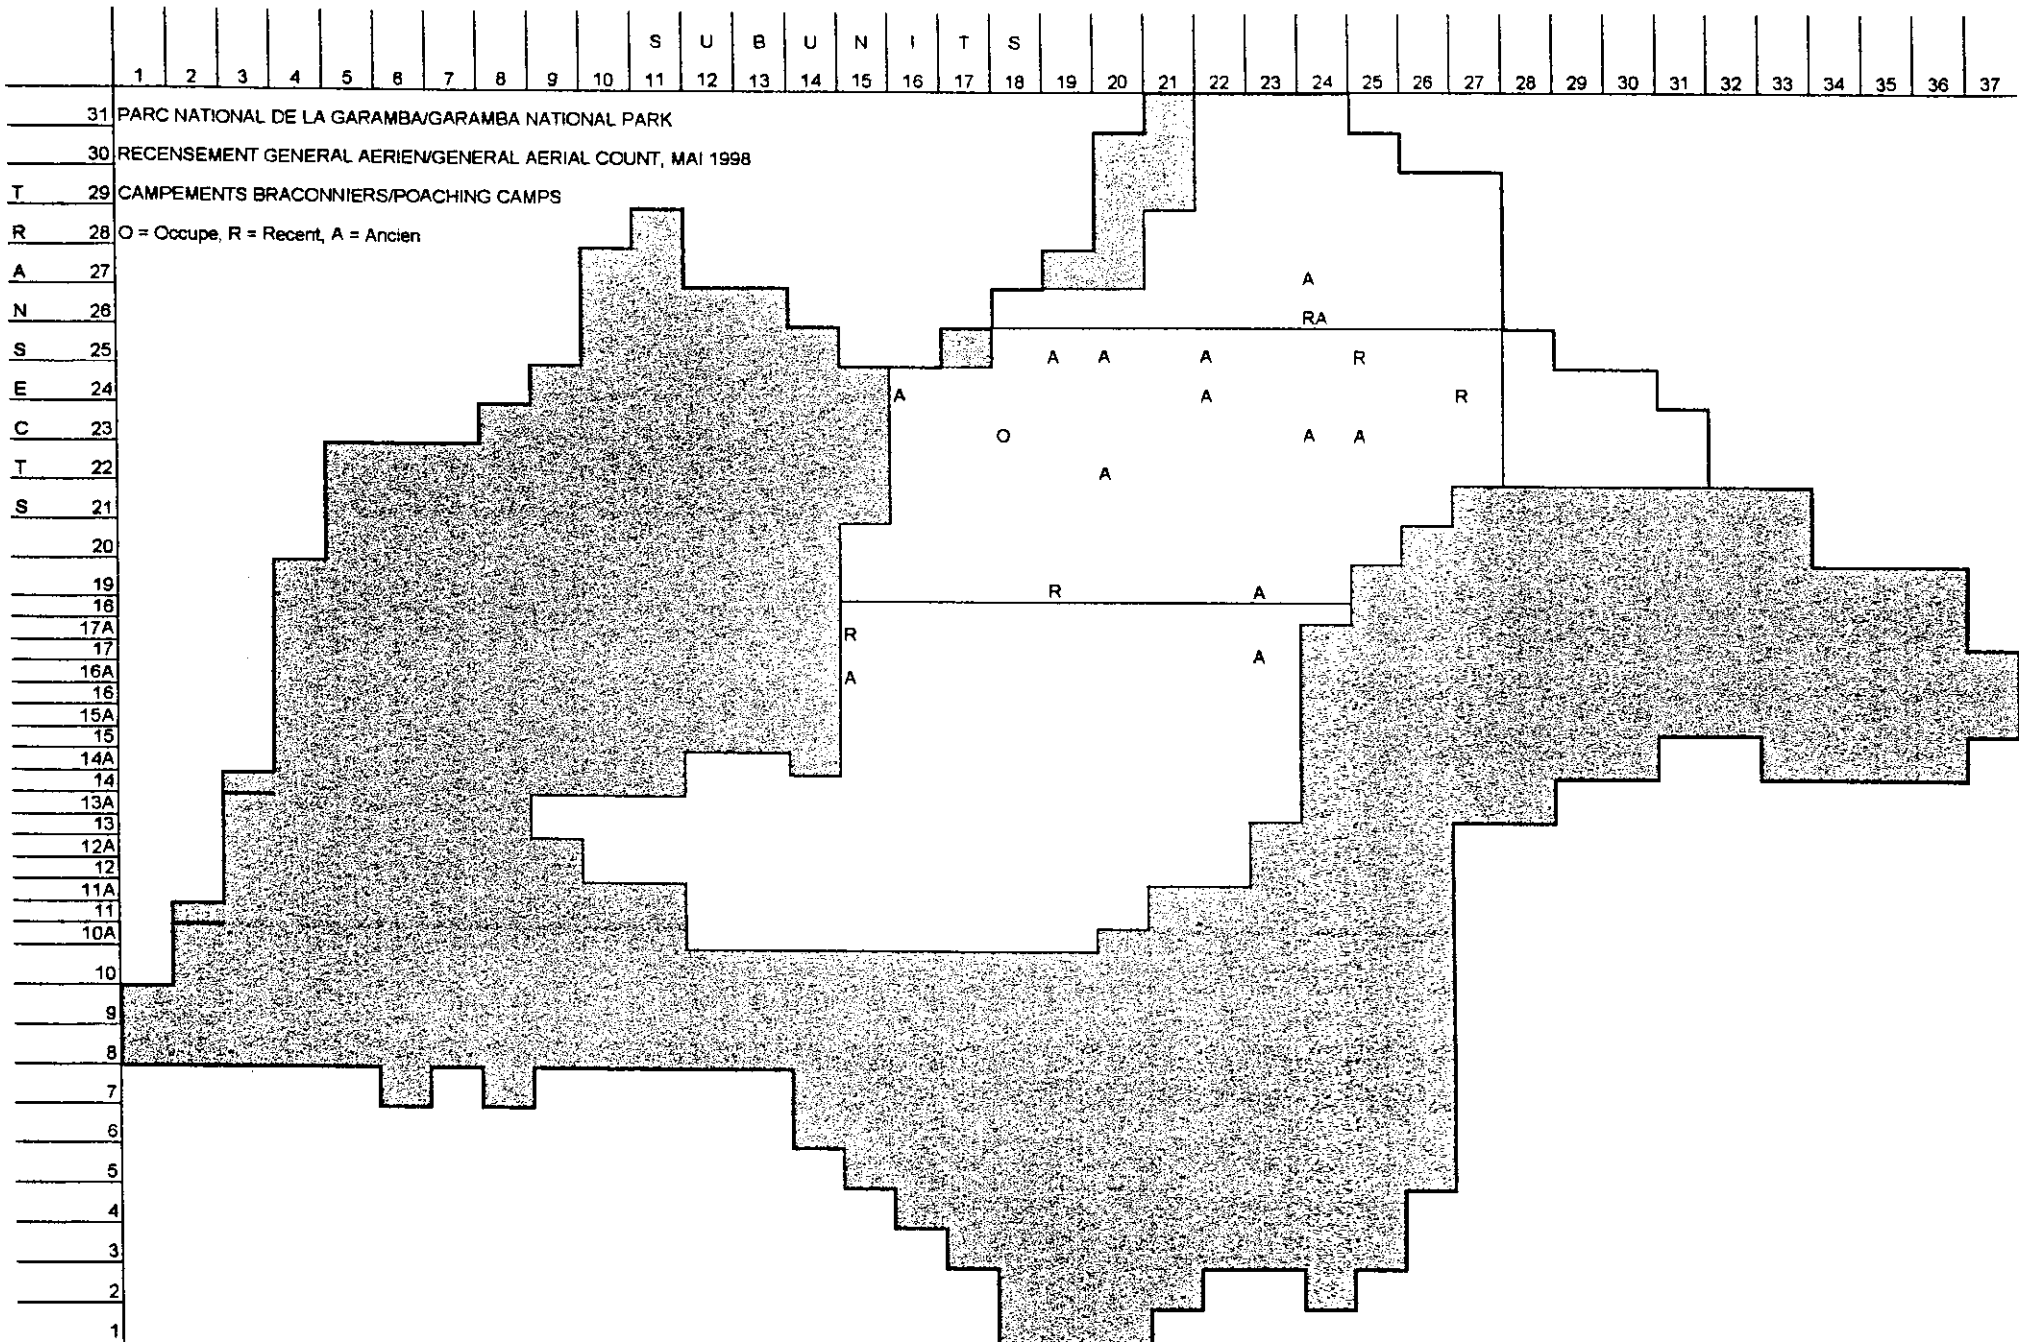 S U B U N I T S
1 2 3 4 5 6 7 8 9 10 11 12 13 14 15 16 17 18 19 20 21 22 23 24 25 26 27 28 29 30 31 32 33 34 35 36 37
31 PARC NATIONAL DE LA GARAMBA/GARAMBA NATIONAL PARK
30 RECENSEMENT GENERAL AERIEN/GENERAL AERIAL COUNT, MAI 1998
T 29 CAMPEMENTS BRACONNIERS/POACHING CAMPS
R 28 O = Occupe, R = Recent, A = Ancien
A 27 A
N 26 RA
S 25 A A A R
E 24 A A R
C 23 O A A
T 22 A
S 21
20
19 R A
16
17A R
17 A
16A A
16
15A
15
14A
14
13A
13
12A
12
11A
11
10A
10
9
8
7
6
5
4
3
2
1